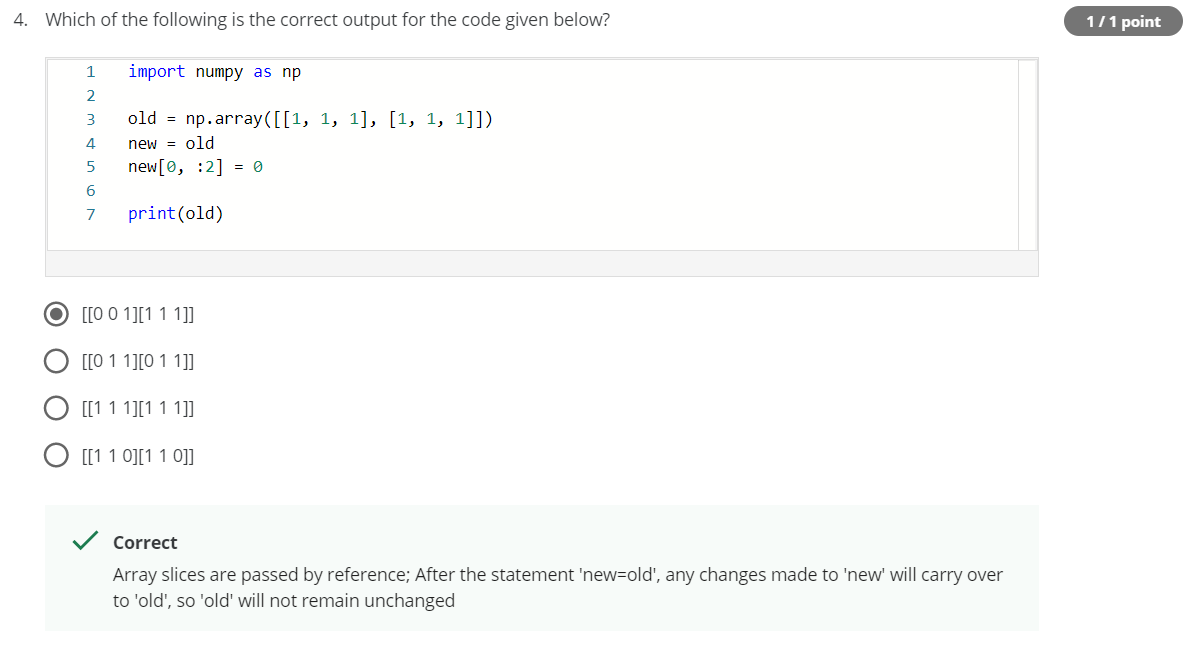 4. Which of the following is the correct output for the code given below?
1 / 1 point
1 import numpy as np
2
3 old = np.array([[1, 1, 1], [1, 1, 1]])
4 new = old
5 new[0, :2] = 0
6
7 print(old)
[[0 0 1][1 1 1]]
[[0 1 1][0 1 1]]
[[1 1 1][1 1 1]]
[[1 1 0][1 1 0]]
Correct
Array slices are passed by reference; After the statement 'new=old', any changes made to 'new' will carry over
to 'old', so 'old' will not remain unchanged